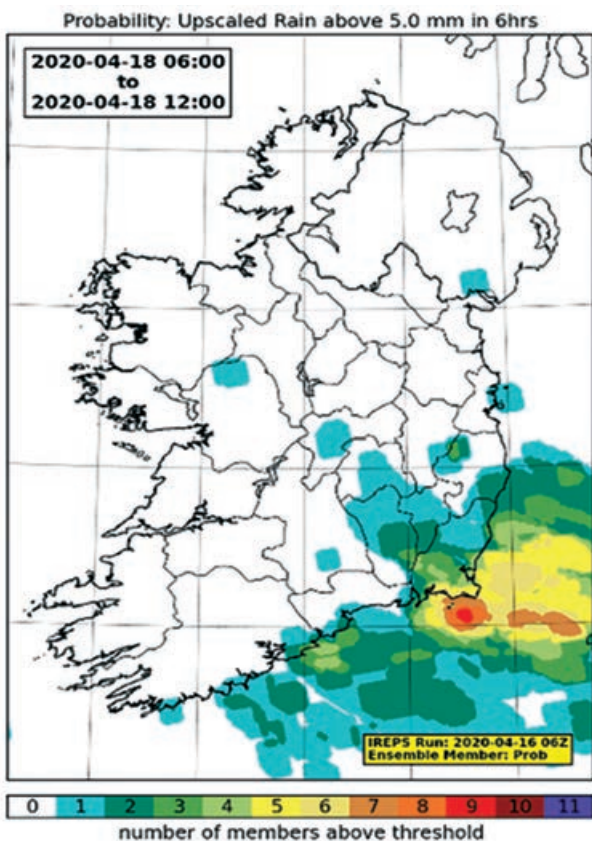 Probability: Upscaled Rain above 5.0 mm in 6hrs
2020-04-18 06:00
to
2020-04-18 12:00
IREPS Run: 2020-04-16 06Z
Ensemble Member: Prob
0 1 2 3 4 5 6 7 8 9 10 11
number of members above threshold